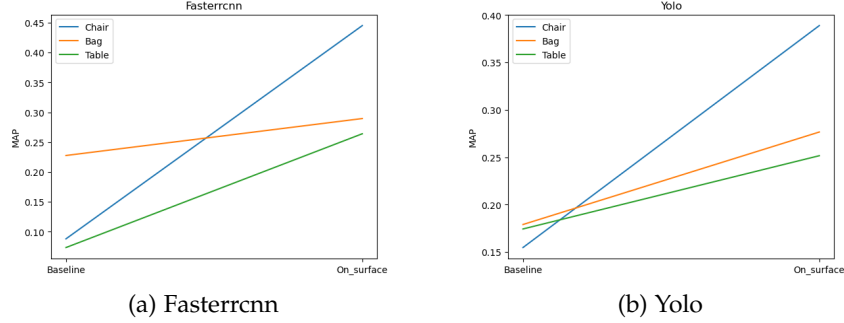 Fasterrcnn
Chair
Bag
Table
MAP
0.45
0.40
0.35
0.30
0.25
0.20
0.15
0.10
Baseline On_surface
(a) Fasterrcnn
Yolo
Chair
Bag
Table
MAP
0.40
0.35
0.30
0.25
0.20
0.15
Baseline On_surface
(b) Yolo